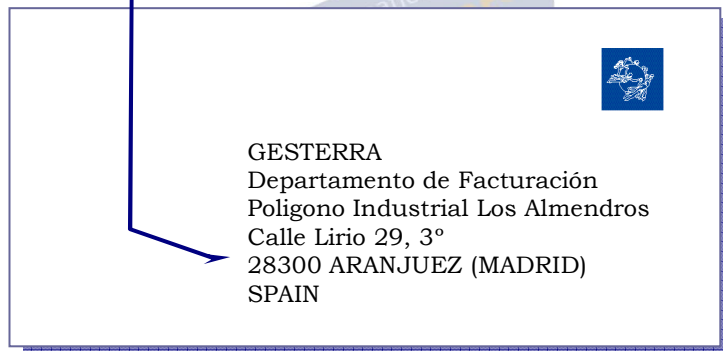 GESTERRA
Departamento de Facturación
Poligono Industrial Los Almendros
Calle Lirio 29, 3º
28300 ARANJUEZ (MADRID)
SPAIN